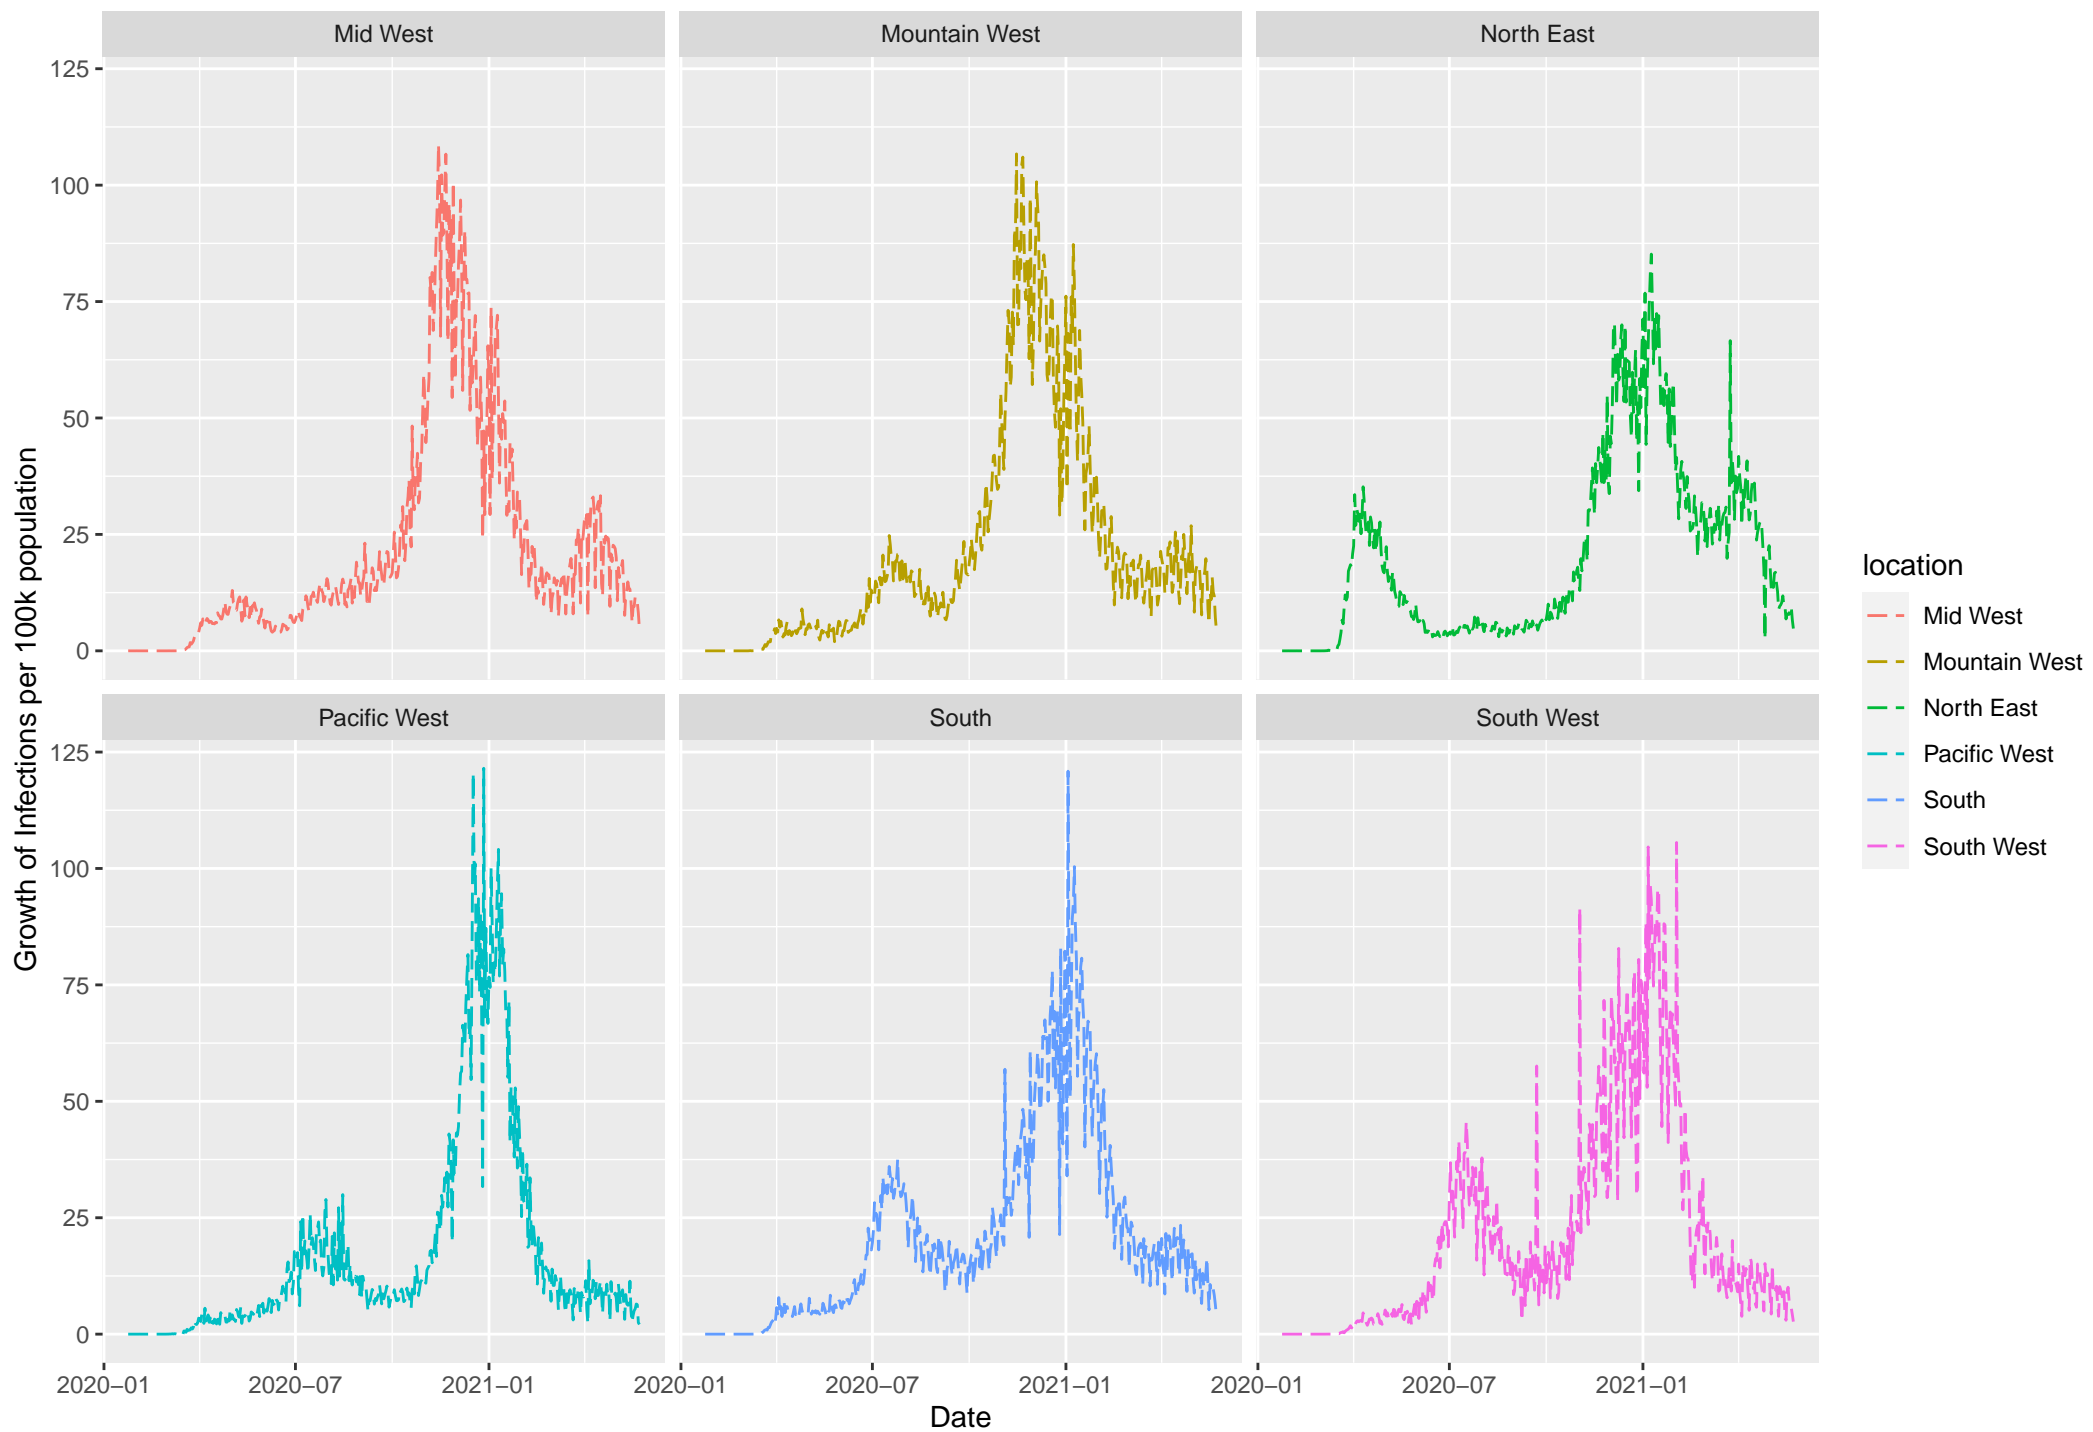 Mid West
Mountain West
North East
125
100
75
50
25
0
Pacific West
South
South West
125
100
75
50
25
0
2020–01
2020–07
2021–01
2020–01
2020–07
2021–01
2020–01
2020–07
2021–01
Date
Growth of Infections per 100k population
location
Mid West
Mountain West
North East
Pacific West
South
South West